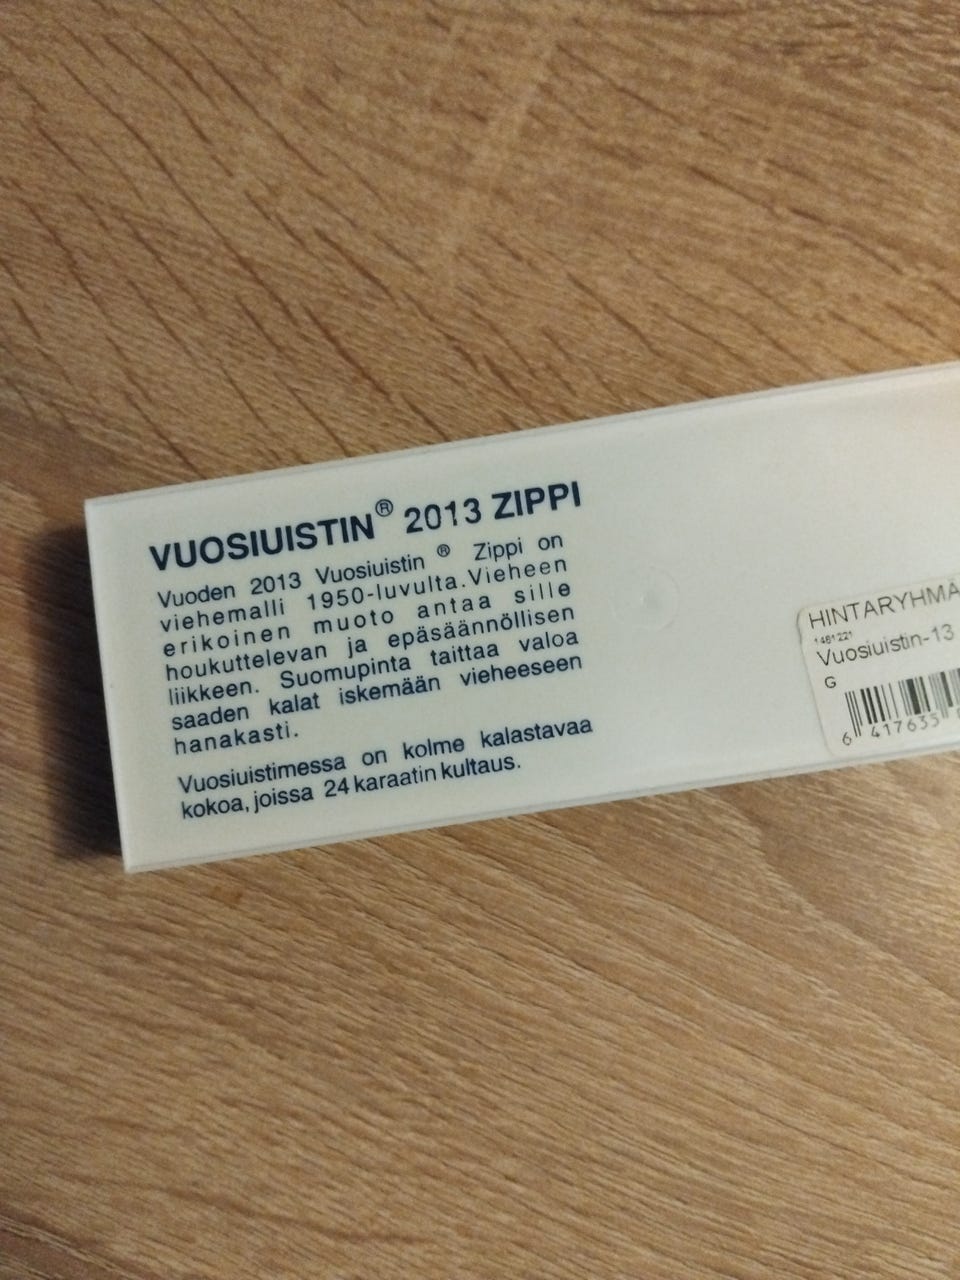 VUOSIUISTIN® 2013 ZIPPI
Vuoden 2013 Vuosiuistin ® Zippi on
viehemalli 1950-luvulta.Vieheen
erikoinen muoto antaa sille
houkuttelevan ja epäsäännöllisen
liikkeen. Suomupinta taittaa valoa
saaden kalat iskemään vieheeseen
hanakasti.
Vuosiuistimessa on kolme kalastavaa
kokoa, joissa 24 karaatin kultaus.
HINTARYHMÄ
1481221
Vuosiuistin-13
G
6 417635